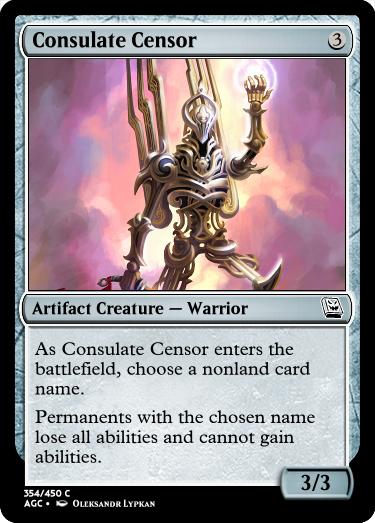 Consulate Censor 3
Artifact Creature — Warrior
As Consulate Censor enters the
battlefield, choose a nonland card
name.
Permanents with the chosen name
lose all abilities and cannot gain
abilities.
3/3
354/450 C
AGC • Oleksandr Lypkan